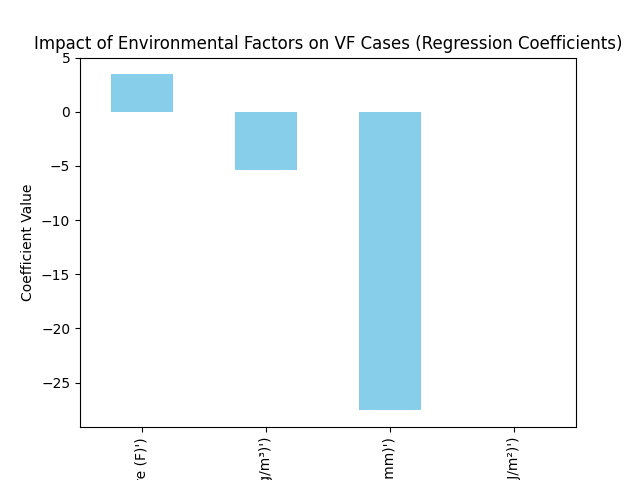 Impact of Environmental Factors on VF Cases (Regression Coefficients)
5
0
−5
−10
−15
−20
−25
Coefficient Value
(F)')
g/m³)')
mm)')
J/m²)')